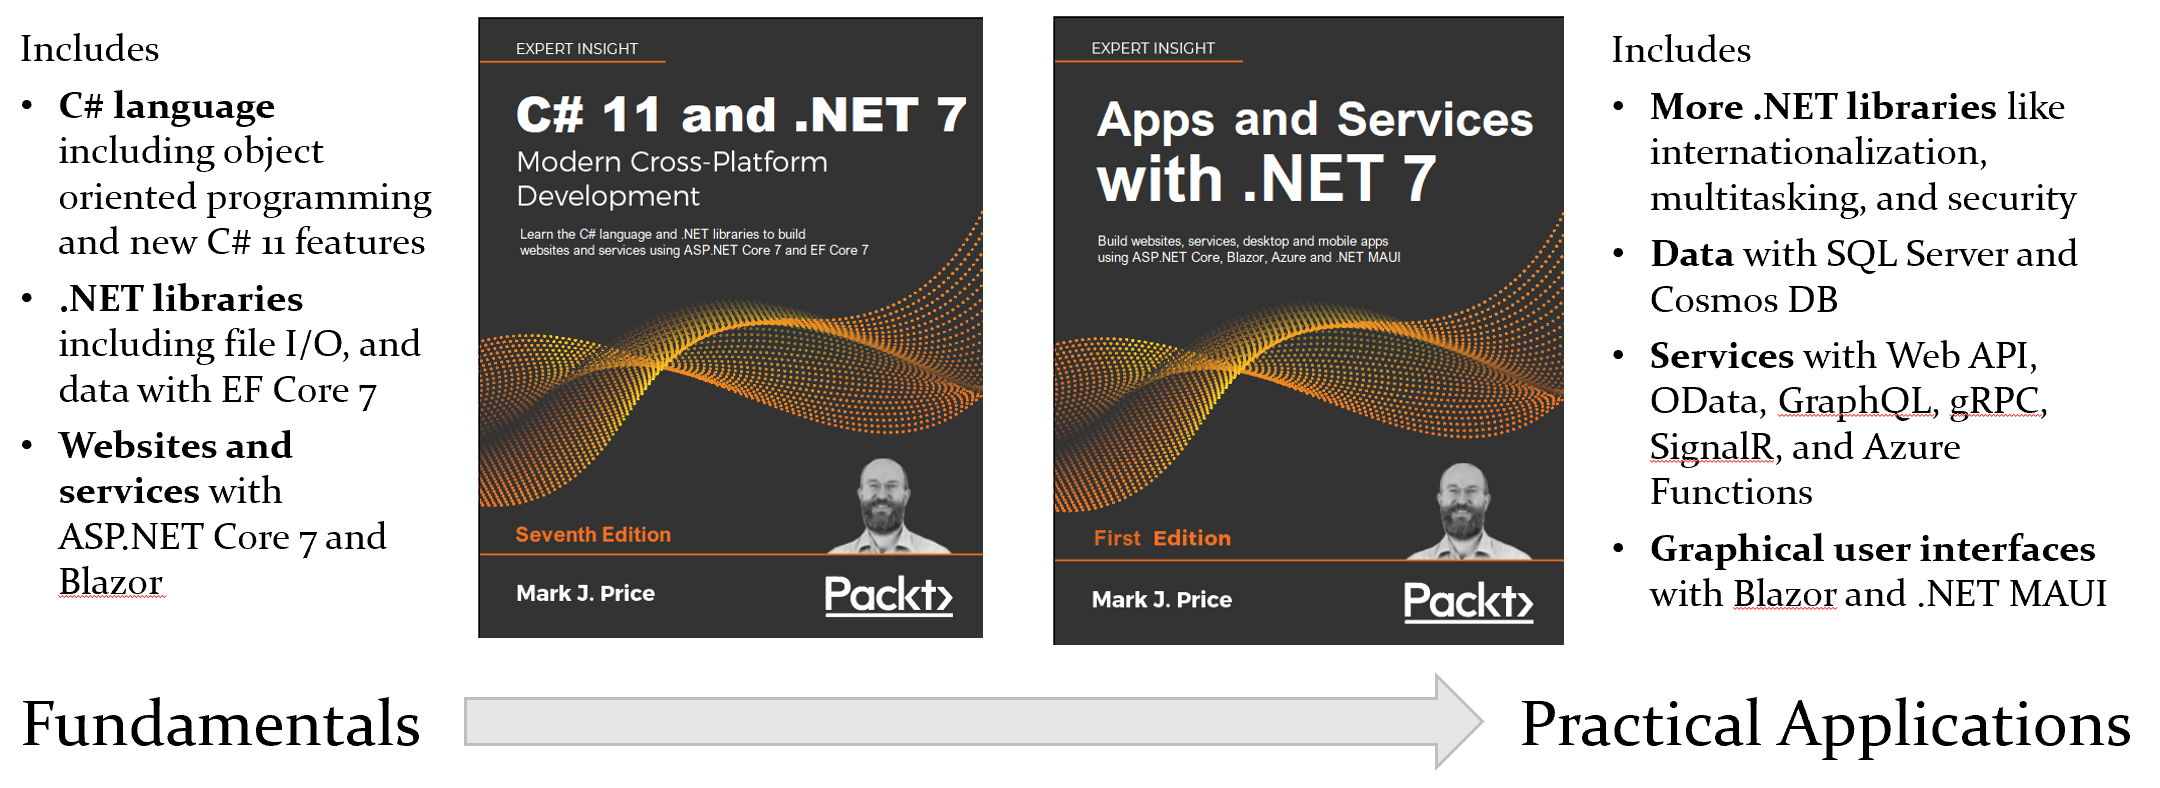 Includes
• C# language
including object
oriented programming
and new C# 11 features
• .NET libraries
including file I/O, and
data with EF Core 7
• Websites and
services with
ASP.NET Core 7 and
Blazor
EXPERT INSIGHT
C# 11 and .NET 7
Modern Cross-Platform
Development
Learn the C# language and .NET libraries to build
websites and services using ASP.NET Core 7 and EF Core 7
Seventh Edition
Mark J. Price
Packt>
EXPERT INSIGHT
Apps and Services
with .NET 7
Build websites, services, desktop and mobile apps
using ASP.NET Core, Blazor, Azure and .NET MAUI
First Edition
Mark J. Price
Packt>
Includes
• More .NET libraries like
internationalization,
multitasking, and security
• Data with SQL Server and
Cosmos DB
• Services with Web API,
OData, GraphQL, gRPC,
SignalR, and Azure
Functions
• Graphical user interfaces
with Blazor and .NET MAUI
Fundamentals
Practical Applications